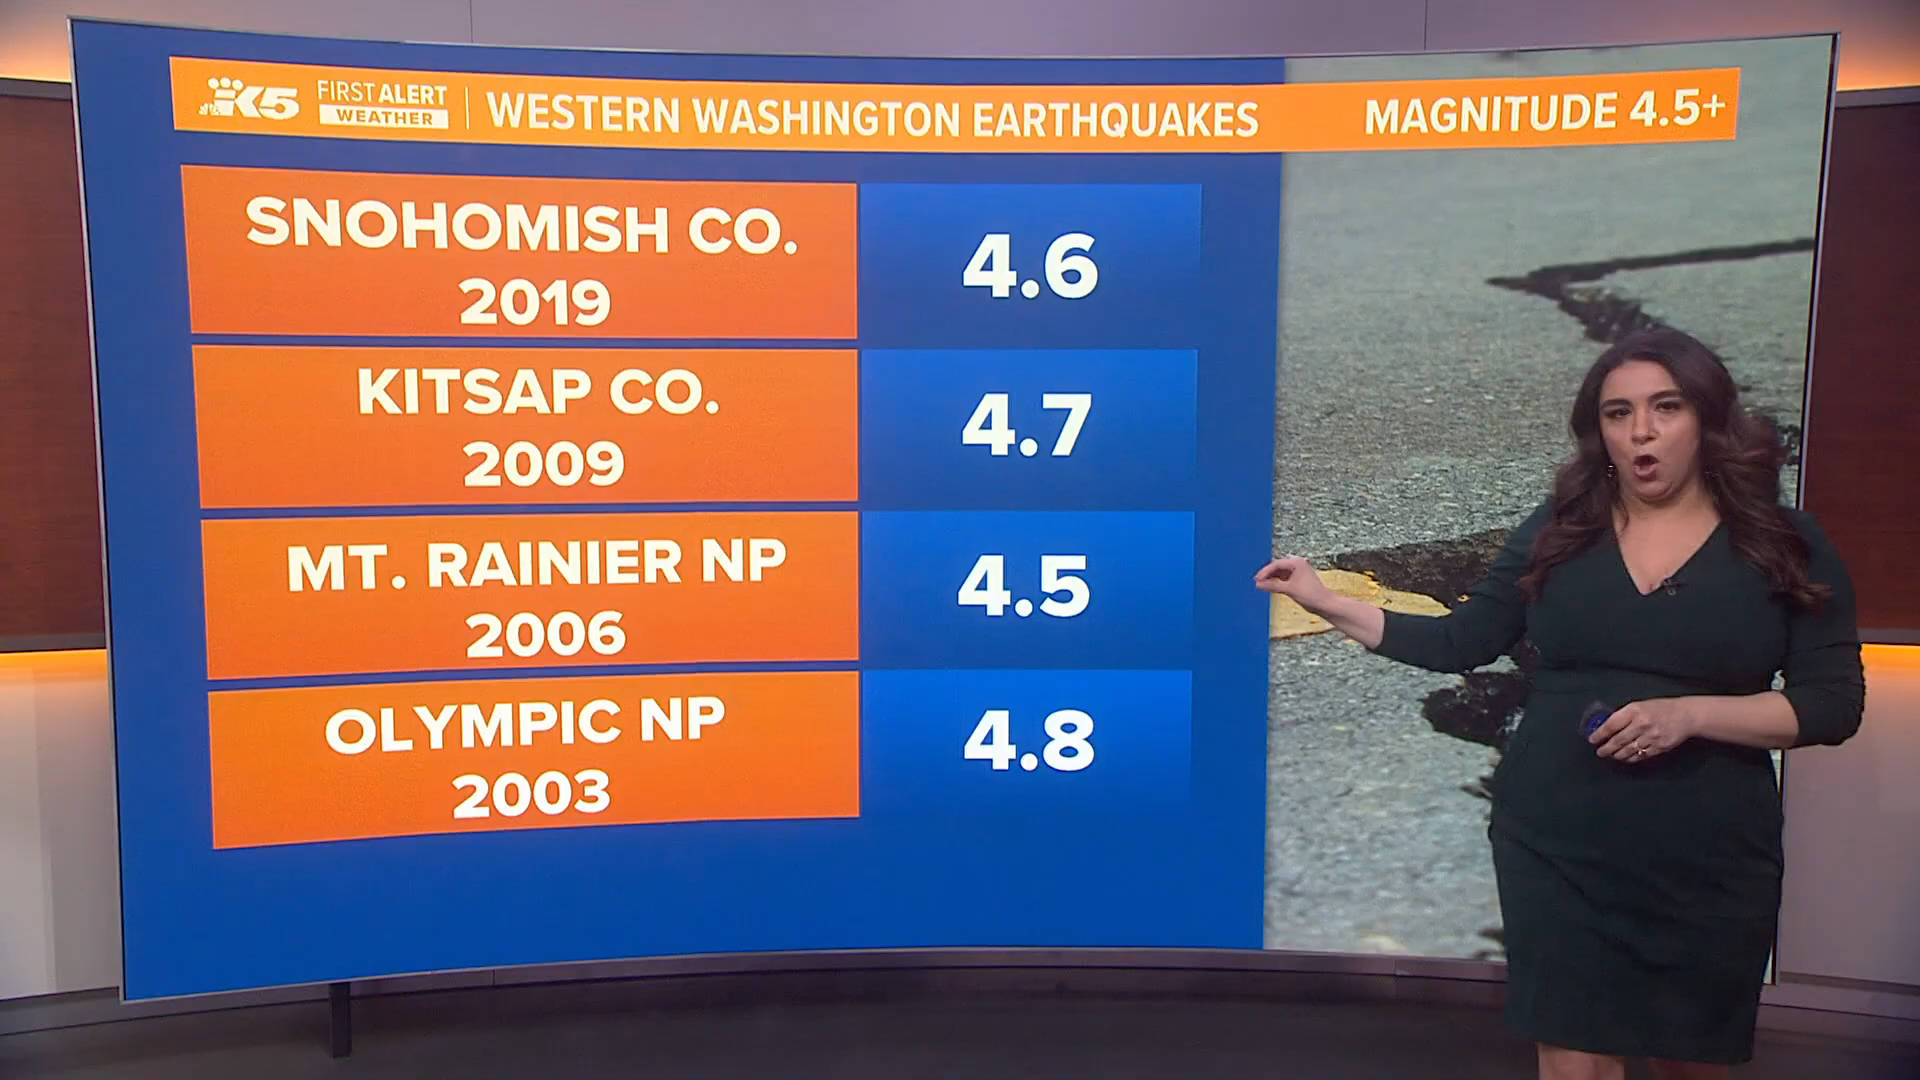 K5 FIRST ALERT WEATHER WESTERN WASHINGTON EARTHQUAKES MAGNITUDE 4.5+
SNOHOMISH CO.
2019
4.6
KITSAP CO.
2009
4.7
MT. RAINIER NP
2006
4.5
OLYMPIC NP
2003
4.8